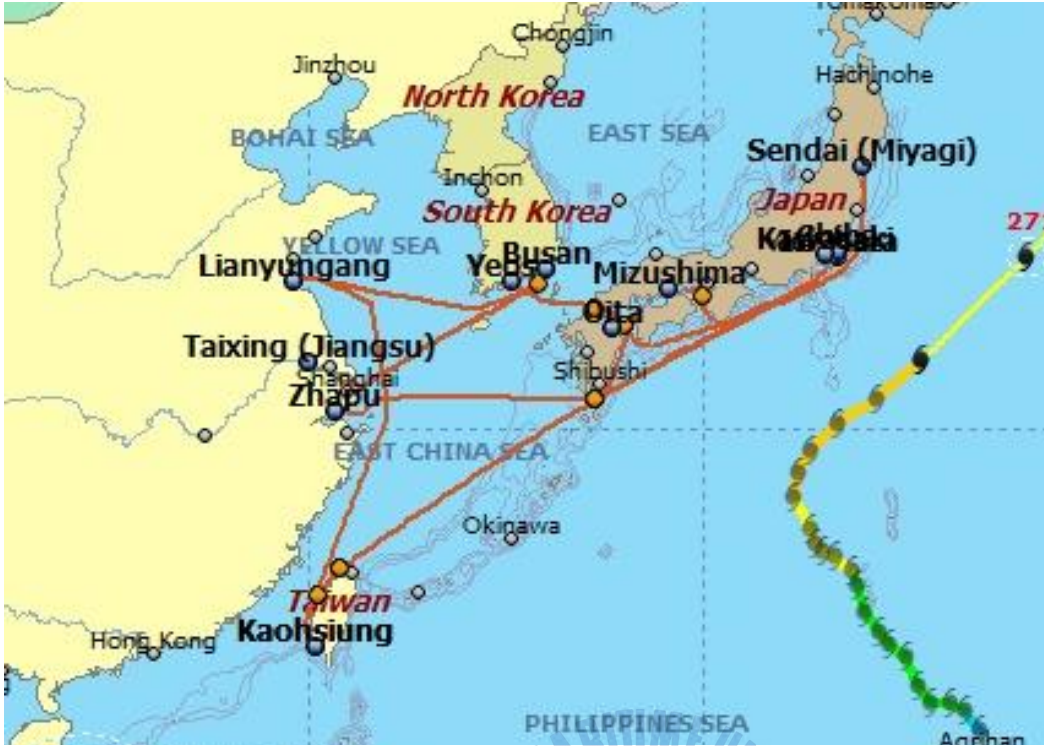 Chongjin
Jinzhou
Hachinohe
North Korea
BOHAI SEA
EAST SEA
Sendai (Miyagi)
Inchon
Japan
South Korea
YELLOW SEA
Busan
Lianyungang
Mizushima
Oita
Taixing (Jiangsu)
Shanghai
Shibushi
Zhapu
EAST CHINA SEA
Okinawa
Taiwan
Kaohsiung
Hong Kong
PHILIPPINES SEA
Agrihan